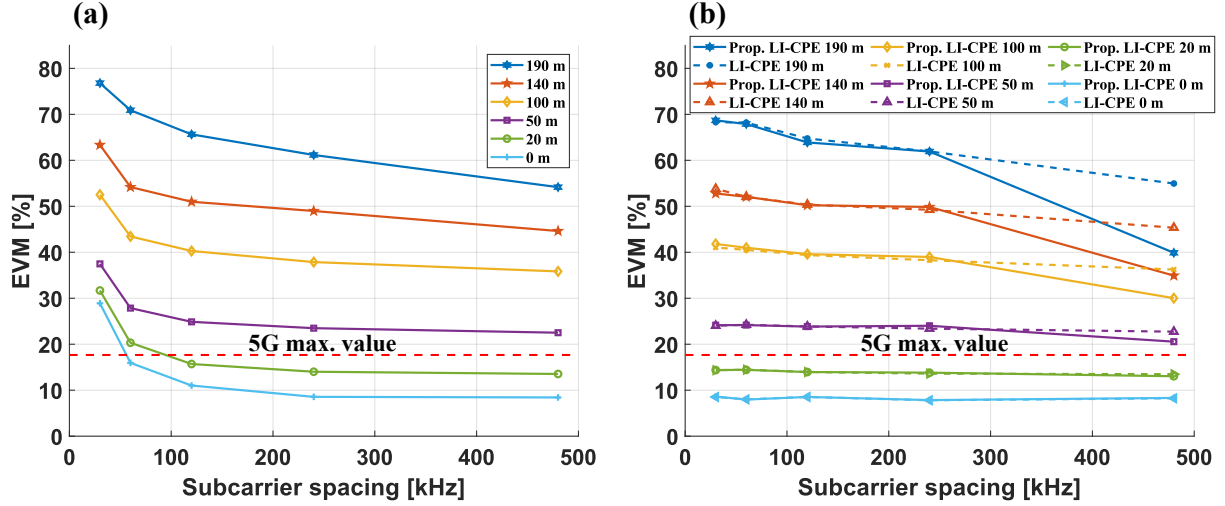 (a)
EVM [%]
80
70
60
50
40
30
20
10
0
190 m
140 m
100 m
50 m
20 m
0 m
5G max. value
0 100 200 300 400 500
Subcarrier spacing [kHz]
(b)
EVM [%]
80
70
60
50
40
30
20
10
0
Prop. LI-CPE 190 m
LI-CPE 190 m
Prop. LI-CPE 140 m
LI-CPE 140 m
Prop. LI-CPE 100 m
LI-CPE 100 m
Prop. LI-CPE 50 m
LI-CPE 50 m
Prop. LI-CPE 20 m
LI-CPE 20 m
Prop. LI-CPE 0 m
LI-CPE 0 m
5G max. value
0 100 200 300 400 500
Subcarrier spacing [kHz]